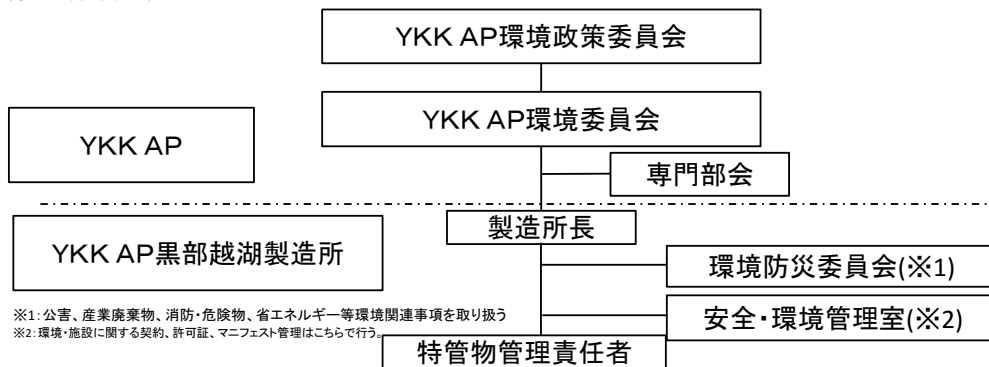 YKK AP環境政策委員会
YKK AP環境委員会
YKK AP
専門部会
製造所長
YKK AP黒部越湖製造所
環境防災委員会(※1)
※1:公害、産業廃棄物、消防・危険物、省エネルギー等環境関連事項を取り扱う
安全・環境管理室(※2)
※2:環境・施設に関する契約、許可証、マニフェスト管理はこちらで行う。
特管物管理責任者